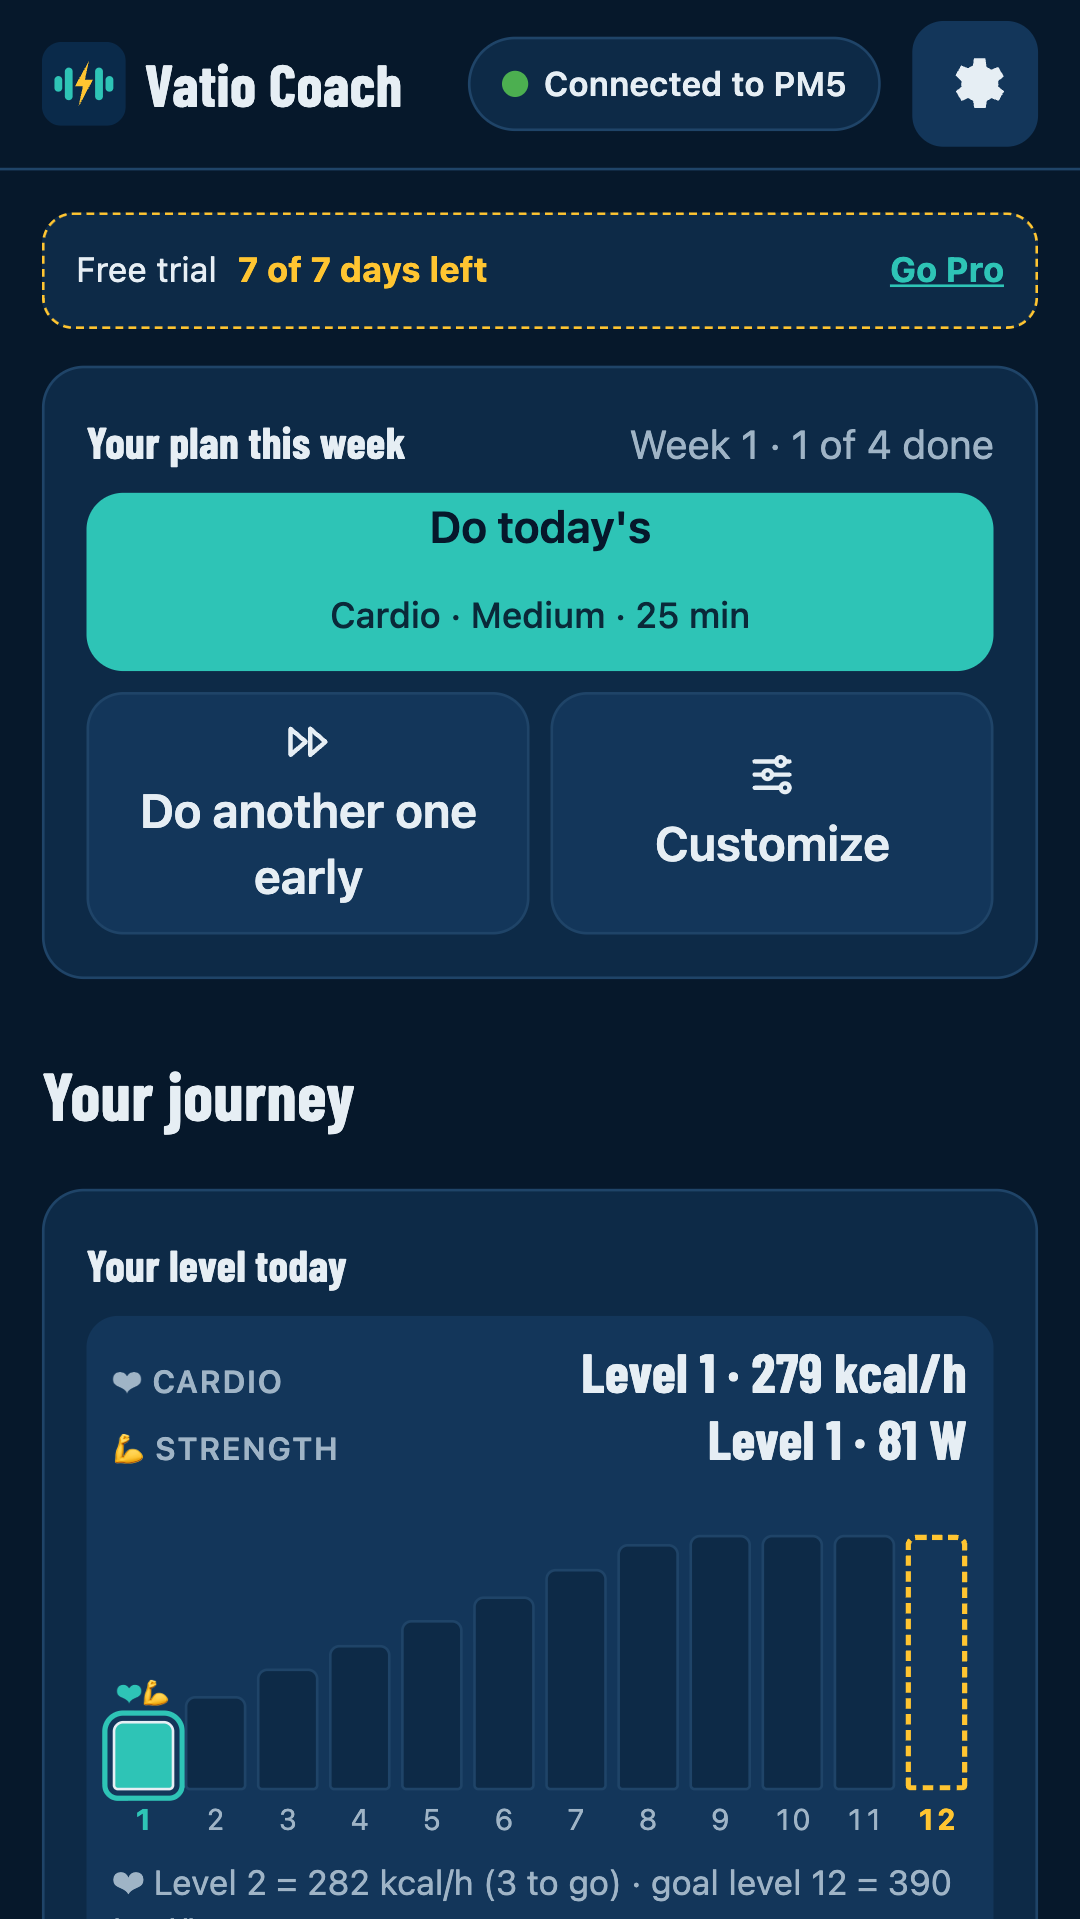 Vatio Coach
Connected to PM5
Free trial 7 of 7 days left
Go Pro
Your plan this week
Week 1 · 1 of 4 done
Do today's
Cardio · Medium · 25 min
Do another one
early
Customize
Your journey
Your level today
❤ CARDIO
Level 1 · 279 kcal/h
💪 STRENGTH
Level 1 · 81 W
❤💪
1 2 3 4 5 6 7 8 9 10 11 12
❤ Level 2 = 282 kcal/h (3 to go) · goal level 12 = 390